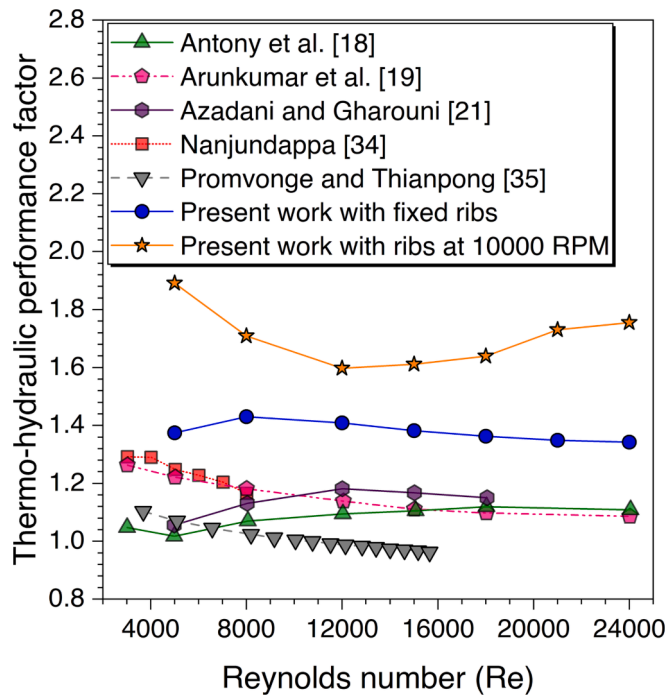 2.8
2.6
2.4
2.2
2.0
1.8
1.6
1.4
1.2
1.0
0.8
Thermo-hydraulic performance factor
Antony et al. [18]
Arunkumar et al. [19]
Azadani and Gharouni [21]
Nanjundappa [34]
Promvonge and Thianpong [35]
Present work with fixed ribs
Present work with ribs at 10000 RPM
4000 8000 12000 16000 20000 24000
Reynolds number (Re)